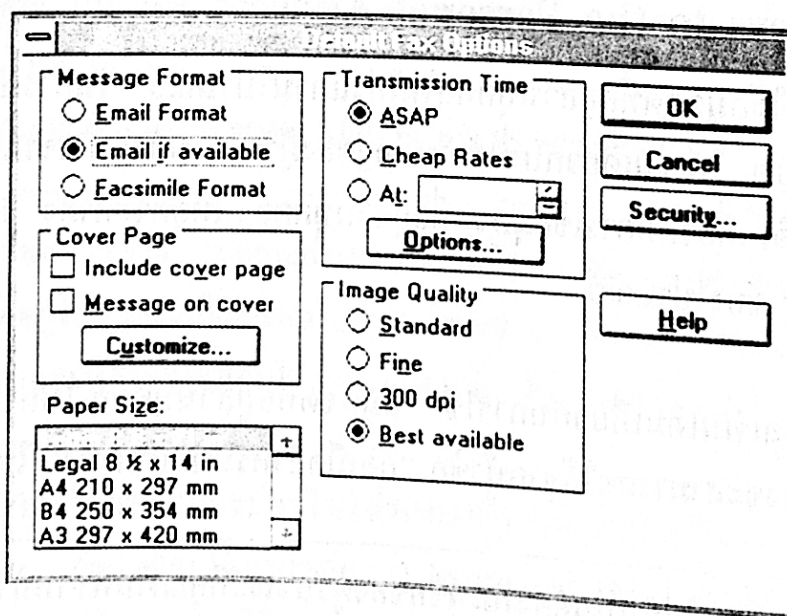 Default Fax Options
Message Format
Email Format
Email if available
Facsimile Format
Cover Page
Include cover page
Message on cover
Customize...
Paper Size:
Legal 8 ½ x 14 in
A4 210 x 297 mm
B4 250 x 354 mm
A3 297 x 420 mm
Transmission Time
ASAP
Cheap Rates
At:
Options...
Image Quality
Standard
Fine
300 dpi
Best available
OK
Cancel
Security...
Help